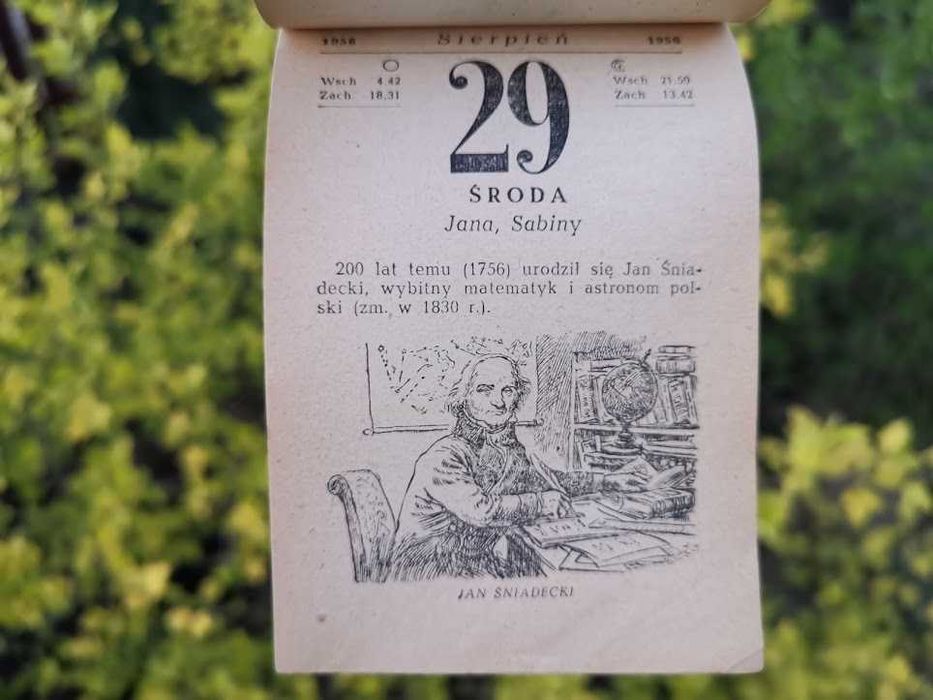 1956 Sierpień 1956
Wsch 4.42
Zach. 18.31
29
Wsch 21.50
Zach. 13.42
ŚRODA
Jana, Sabiny
200 lat temu (1756) urodził się Jan Śnia-
decki, wybitny matematyk i astronom pol-
ski (zm. w 1830 r.).
JAN ŚNIADECKI